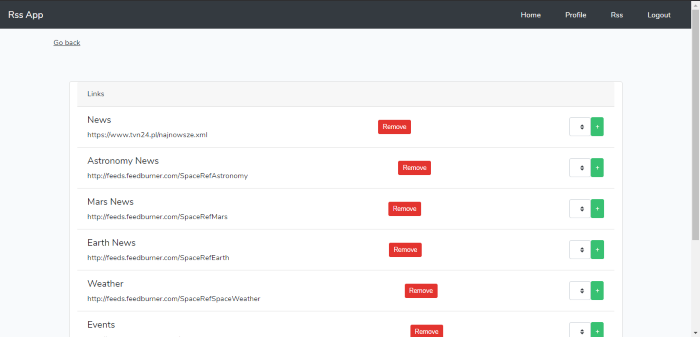 Rss App Home Profile Rss Logout
Go back
Links
News
https://www.tvn24.pl/najnowsze.xml
Remove +
Astronomy News
http://feeds.feedburner.com/SpaceRefAstronomy
Remove +
Mars News
http://feeds.feedburner.com/SpaceRefMars
Remove +
Earth News
http://feeds.feedburner.com/SpaceRefEarth
Remove +
Weather
http://feeds.feedburner.com/SpaceRefSpaceWeather
Remove +
Events
Remove +